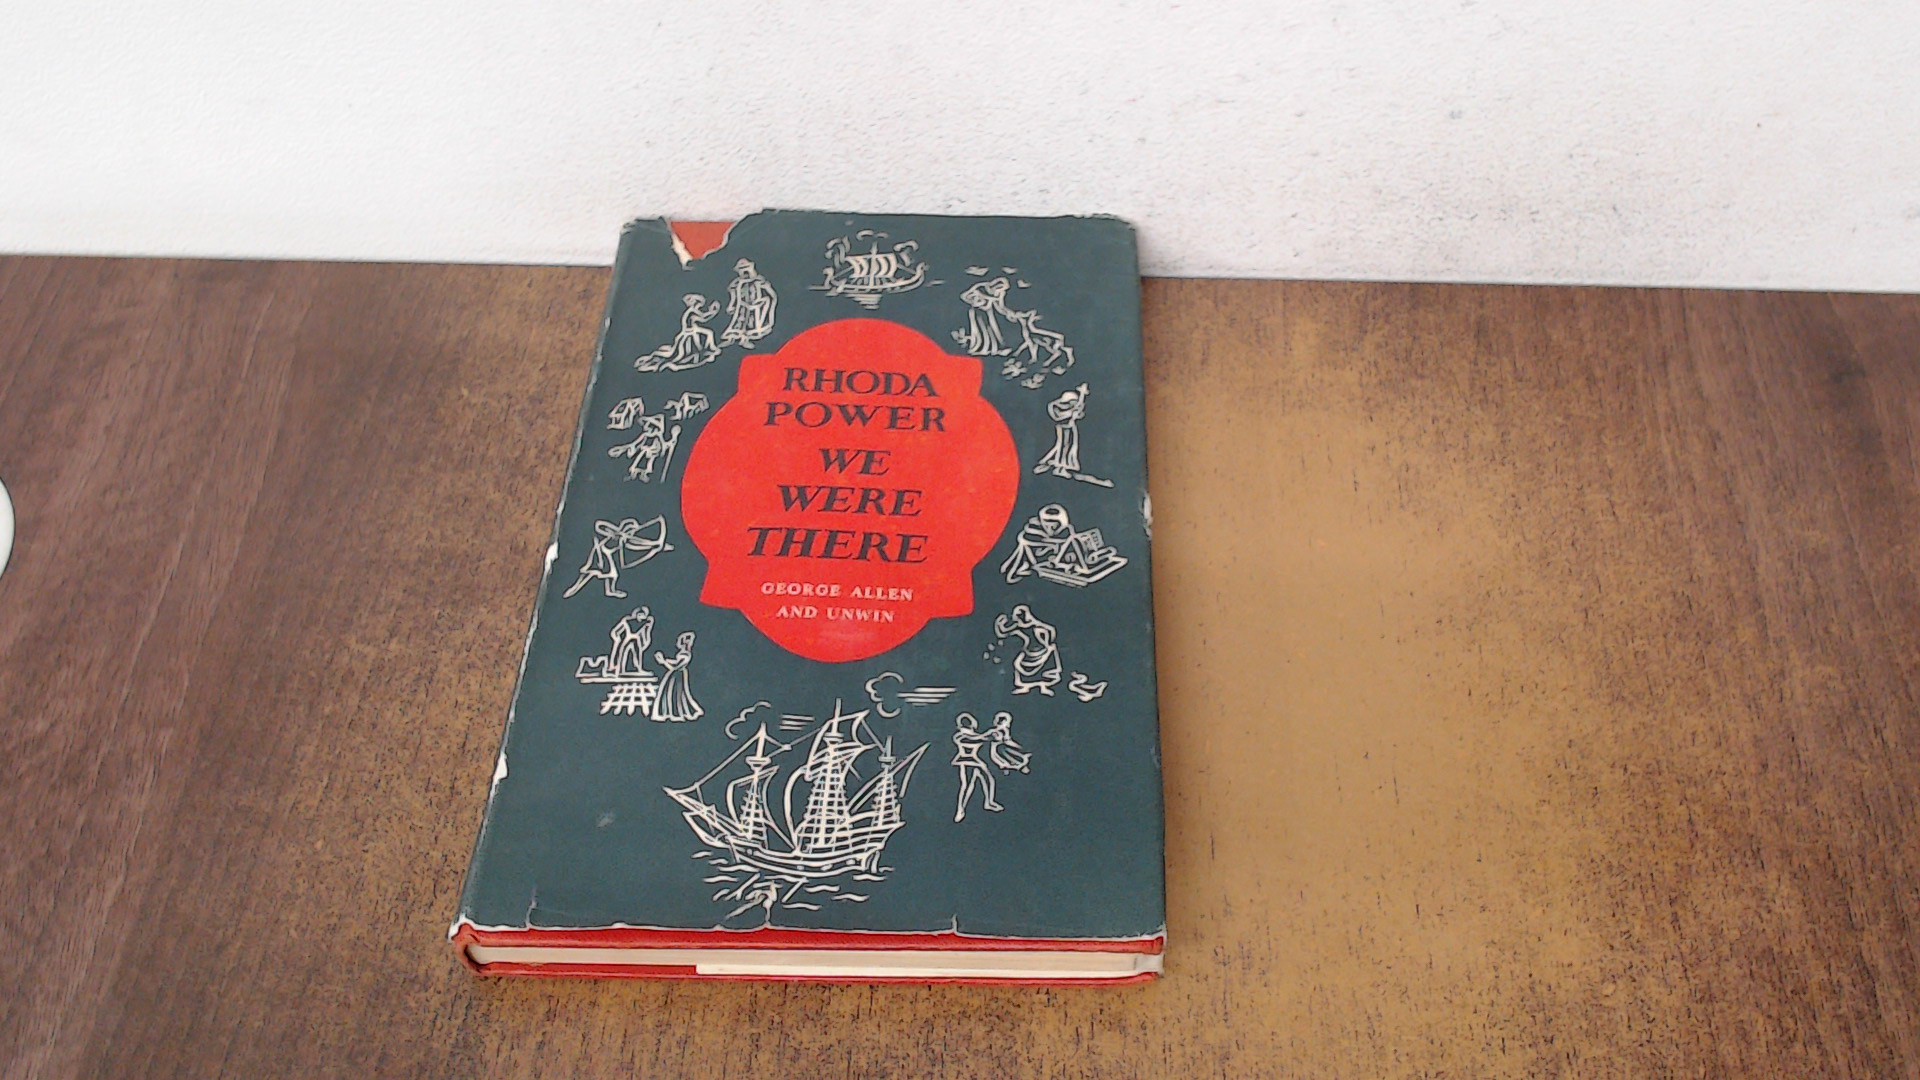 RHODA
POWER
WE
WERE
THERE
GEORGE ALLEN
AND UNWIN